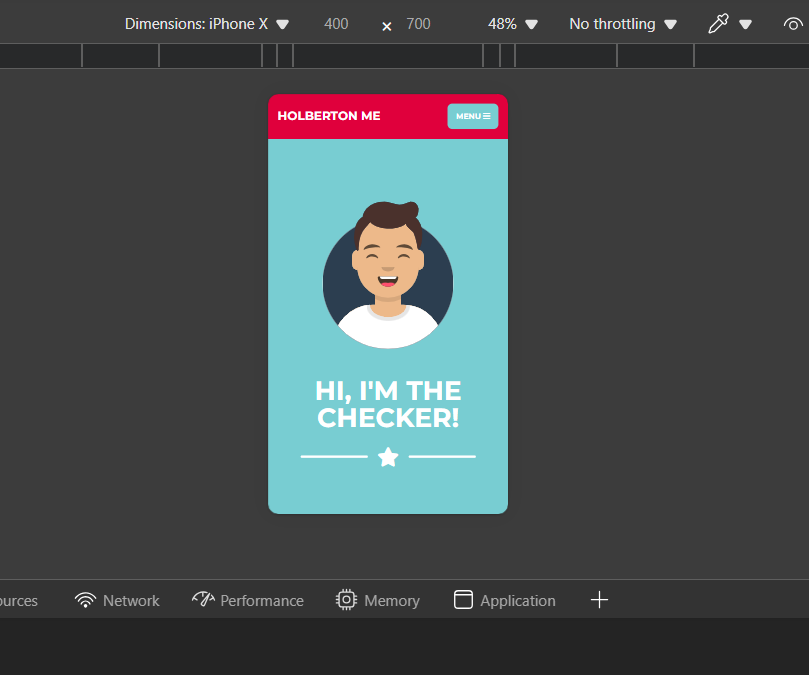 Dimensions: iPhone X 400 × 700 48% No throttling
HOLBERTON ME MENU
HI, I'M THE
CHECKER!
ources Network Performance Memory Application